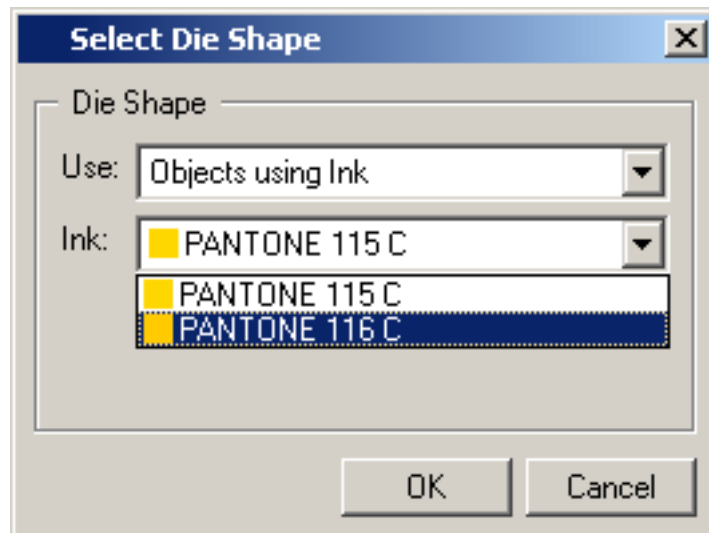 Select Die Shape
Die Shape
Use: Objects using Ink
Ink: PANTONE 115 C
PANTONE 115 C
PANTONE 116 C
OK Cancel